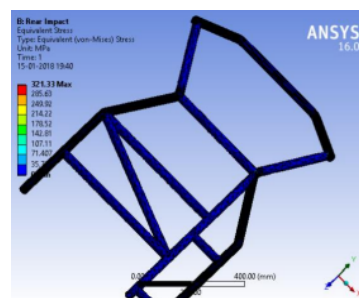 B: Rear Impact
Equivalent Stress
Type: Equivalent (von-Mises) Stress
Unit: MPa
Time: 1
15-01-2018 19:40
321.33 Max
285.63
249.92
214.22
178.52
142.81
107.11
71.407
ANSYS
16.0
400.00 (mm)
Y
Z